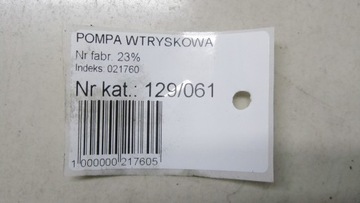 POMPA WTRYSKOWA
Nr fabr. 23%
Indeks: 021760
Nr kat.: 129/061
1 000000 217605